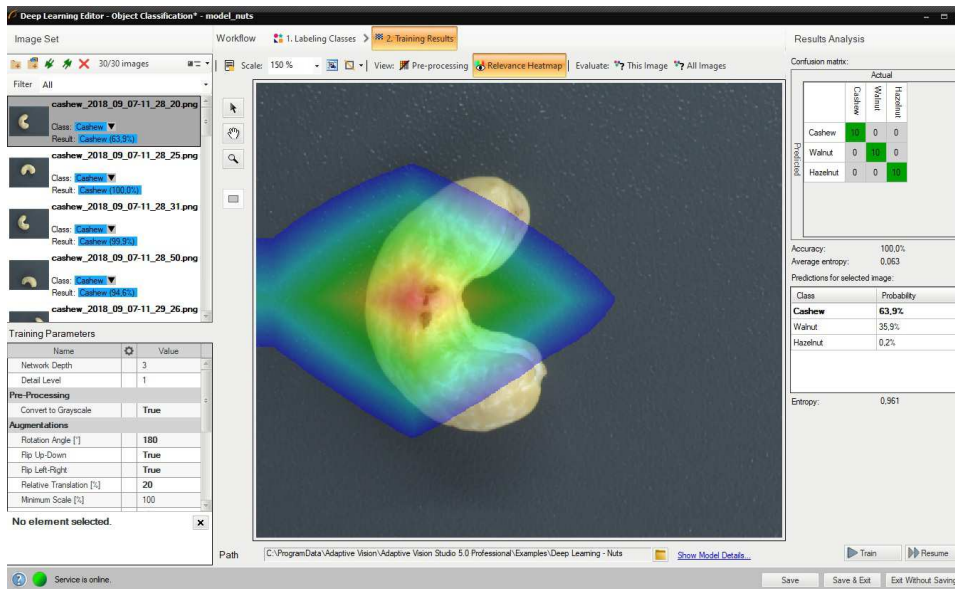 Deep Learning Editor - Object Classification* - model_nuts
Image Set
Workflow 1. Labeling Classes 2. Training Results
Results Analysis
30/30 images
Scale: 150 % View: Pre-processing Relevance Heatmap Evaluate: This Image All Images
Filter All
cashew_2018_09_07-11_28_20.png
Class: Cashew
Result: Cashew (63,9%)
cashew_2018_09_07-11_28_25.png
Class: Cashew
Result: Cashew (100,0%)
cashew_2018_09_07-11_28_31.png
Class: Cashew
Result: Cashew (99,9%)
cashew_2018_09_07-11_28_50.png
Class: Cashew
Result: Cashew (94,6%)
cashew_2018_09_07-11_29_26.png
Training Parameters
Name Value
Network Depth 3
Detail Level 1
Pre-Processing
Convert to Grayscale True
Augmentations
Rotation Angle [°] 180
Flip Up-Down True
Flip Left-Right True
Relative Translation [%] 20
Minimum Scale [%] 100
No element selected.
Confusion matrix:
Actual
Cashew Walnut Hazelnut
Predicted
Cashew 10 0 0
Walnut 0 10 0
Hazelnut 0 0 10
Accuracy: 100,0%
Average entropy: 0,063
Predictions for selected image:
Class Probability
Cashew 63,9%
Walnut 35,9%
Hazelnut 0,2%
Entropy: 0,961
Path C:\ProgramData\Adaptive Vision\Adaptive Vision Studio 5.0 Professional\Examples\Deep Learning - Nuts Show Model Details...
Train Resume
Service is online.
Save Save & Exit Exit Without Saving